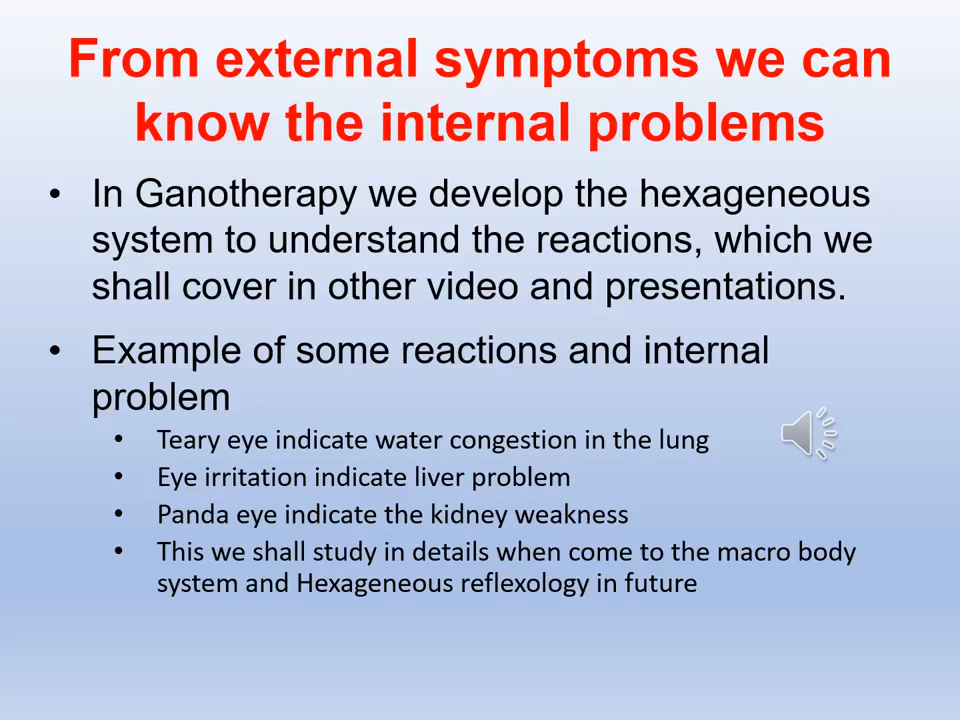 From external symptoms we can
know the internal problems
• In Ganotherapy we develop the hexageneous
system to understand the reactions, which we
shall cover in other video and presentations.
• Example of some reactions and internal
problem
• Teary eye indicate water congestion in the lung
• Eye irritation indicate liver problem
• Panda eye indicate the kidney weakness
• This we shall study in details when come to the macro body
system and Hexageneous reflexology in future